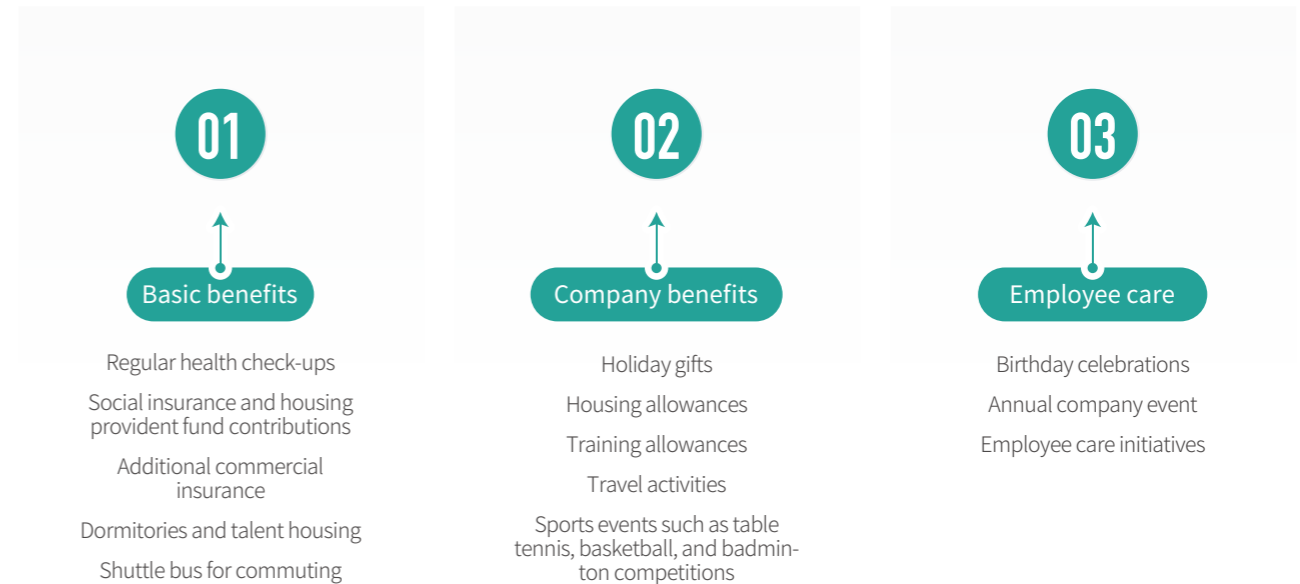 01
Basic benefits
Regular health check-ups
Social insurance and housing
provident fund contributions
Additional commercial
insurance
Dormitories and talent housing
Shuttle bus for commuting
02
Company benefits
Holiday gifts
Housing allowances
Training allowances
Travel activities
Sports events such as table
tennis, basketball, and badmin-
ton competitions
03
Employee care
Birthday celebrations
Annual company event
Employee care initiatives